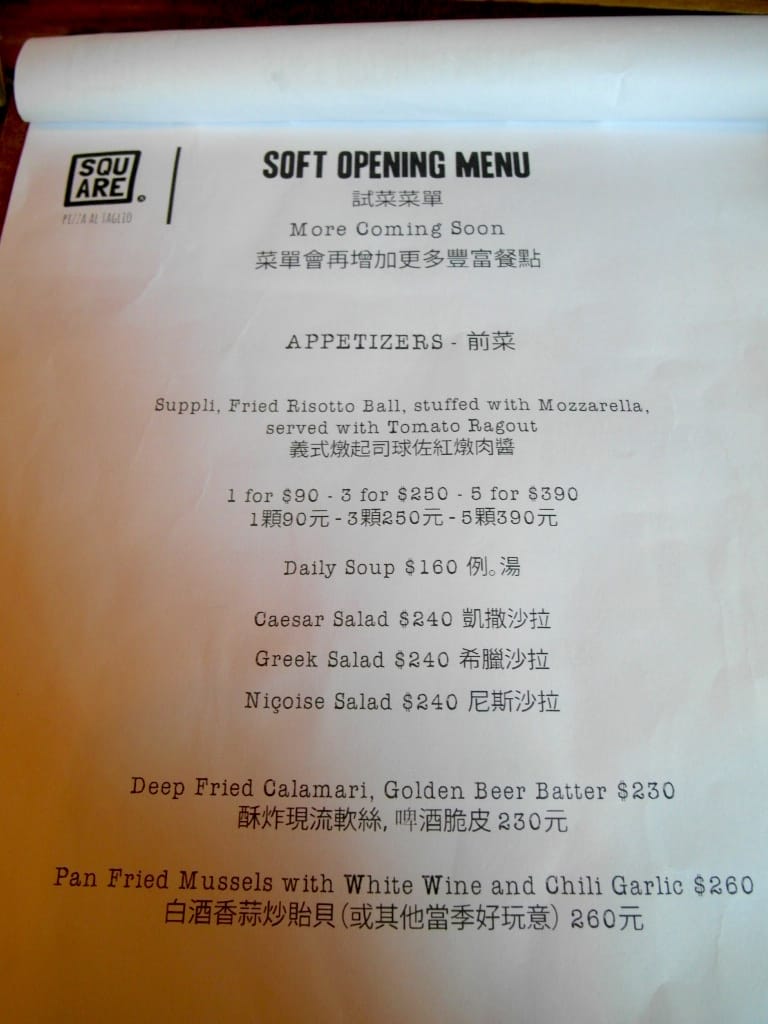 SQU
ARE
PIZZA AL TAGLIO
SOFT OPENING MENU
試菜菜單
More Coming Soon
菜單會再增加更多豐富餐點
APPETIZERS - 前菜
Suppli, Fried Risotto Ball, stuffed with Mozzarella,
served with Tomato Ragout
義式燉起司球佐紅燉肉醬
1 for $90 - 3 for $250 - 5 for $390
1顆90元 - 3顆250元 - 5顆390元
Daily Soup $160 例。湯
Caesar Salad $240 凱撒沙拉
Greek Salad $240 希臘沙拉
Niçoise Salad $240 尼斯沙拉
Deep Fried Calamari, Golden Beer Batter $230
酥炸現流軟絲, 啤酒脆皮 230元
Pan Fried Mussels with White Wine and Chili Garlic $260
白酒香蒜炒貽貝(或其他當季好玩意) 260元